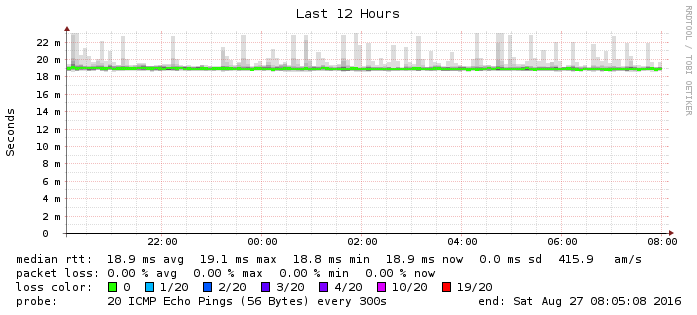 Last 12 Hours
RRDTOOL / TOBI OETIKER
Seconds
22 m
20 m
18 m
16 m
14 m
12 m
10 m
8 m
6 m
4 m
2 m
0
22:00 00:00 02:00 04:00 06:00 08:00
median rtt: 18.9 ms avg 19.1 ms max 18.8 ms min 18.9 ms now 0.0 ms sd 415.9 am/s
packet loss: 0.00 % avg 0.00 % max 0.00 % min 0.00 % now
loss color: 0 1/20 2/20 3/20 4/20 10/20 19/20
probe: 20 ICMP Echo Pings (56 Bytes) every 300s end: Sat Aug 27 08:05:08 2016